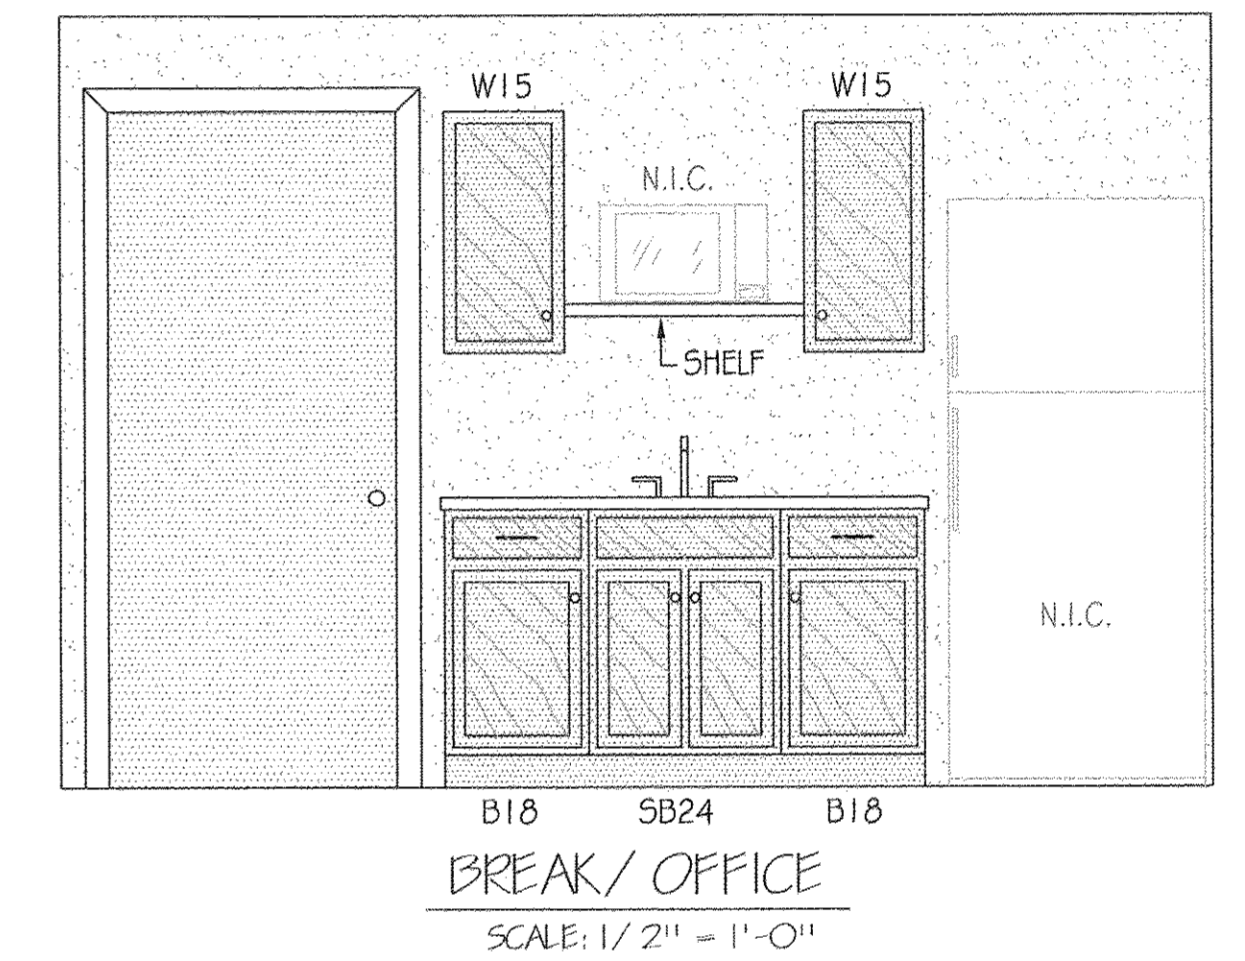 W15 W15
N.I.C.
SHELF
N.I.C.
B18 SB24 B18
BREAK/ OFFICE
SCALE: 1/2" = 1'-0"